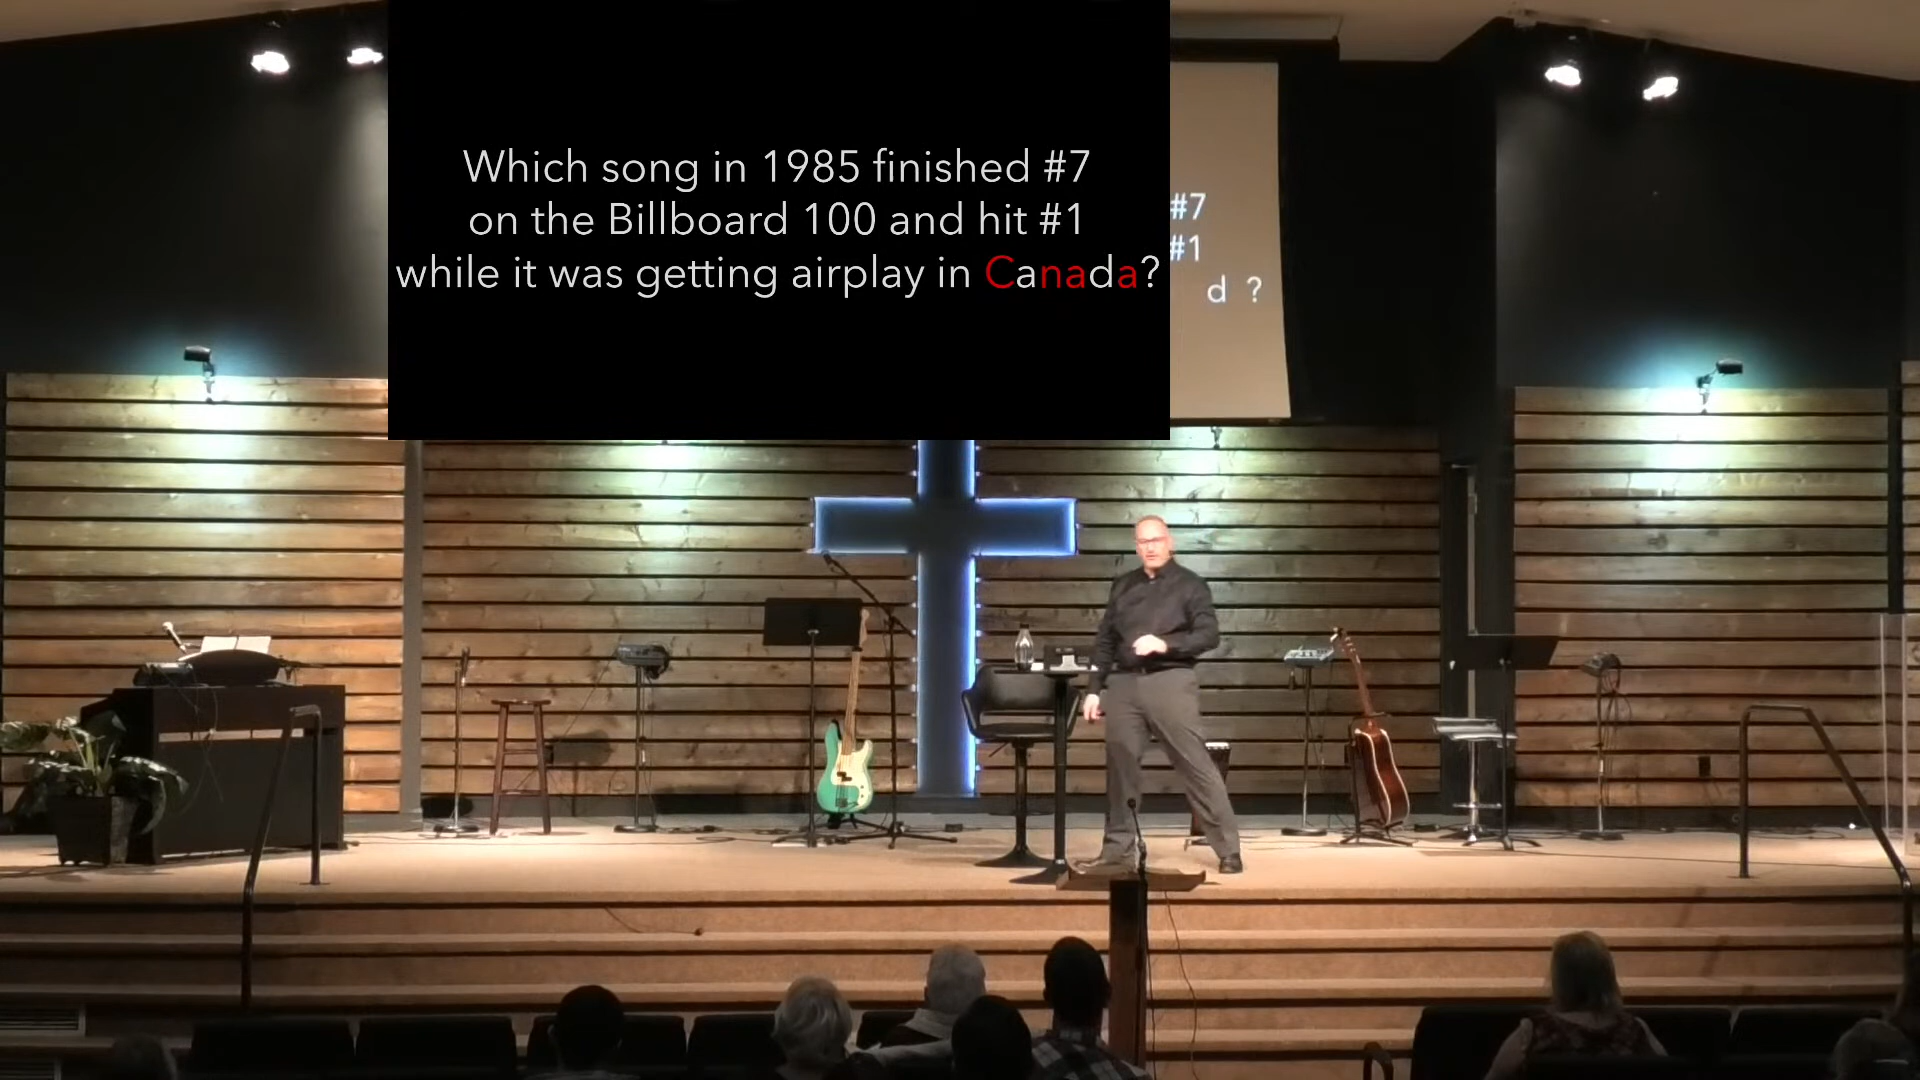 Which song in 1985 finished #7
on the Billboard 100 and hit #1
while it was getting airplay in Canada?
#7
#1
d ?